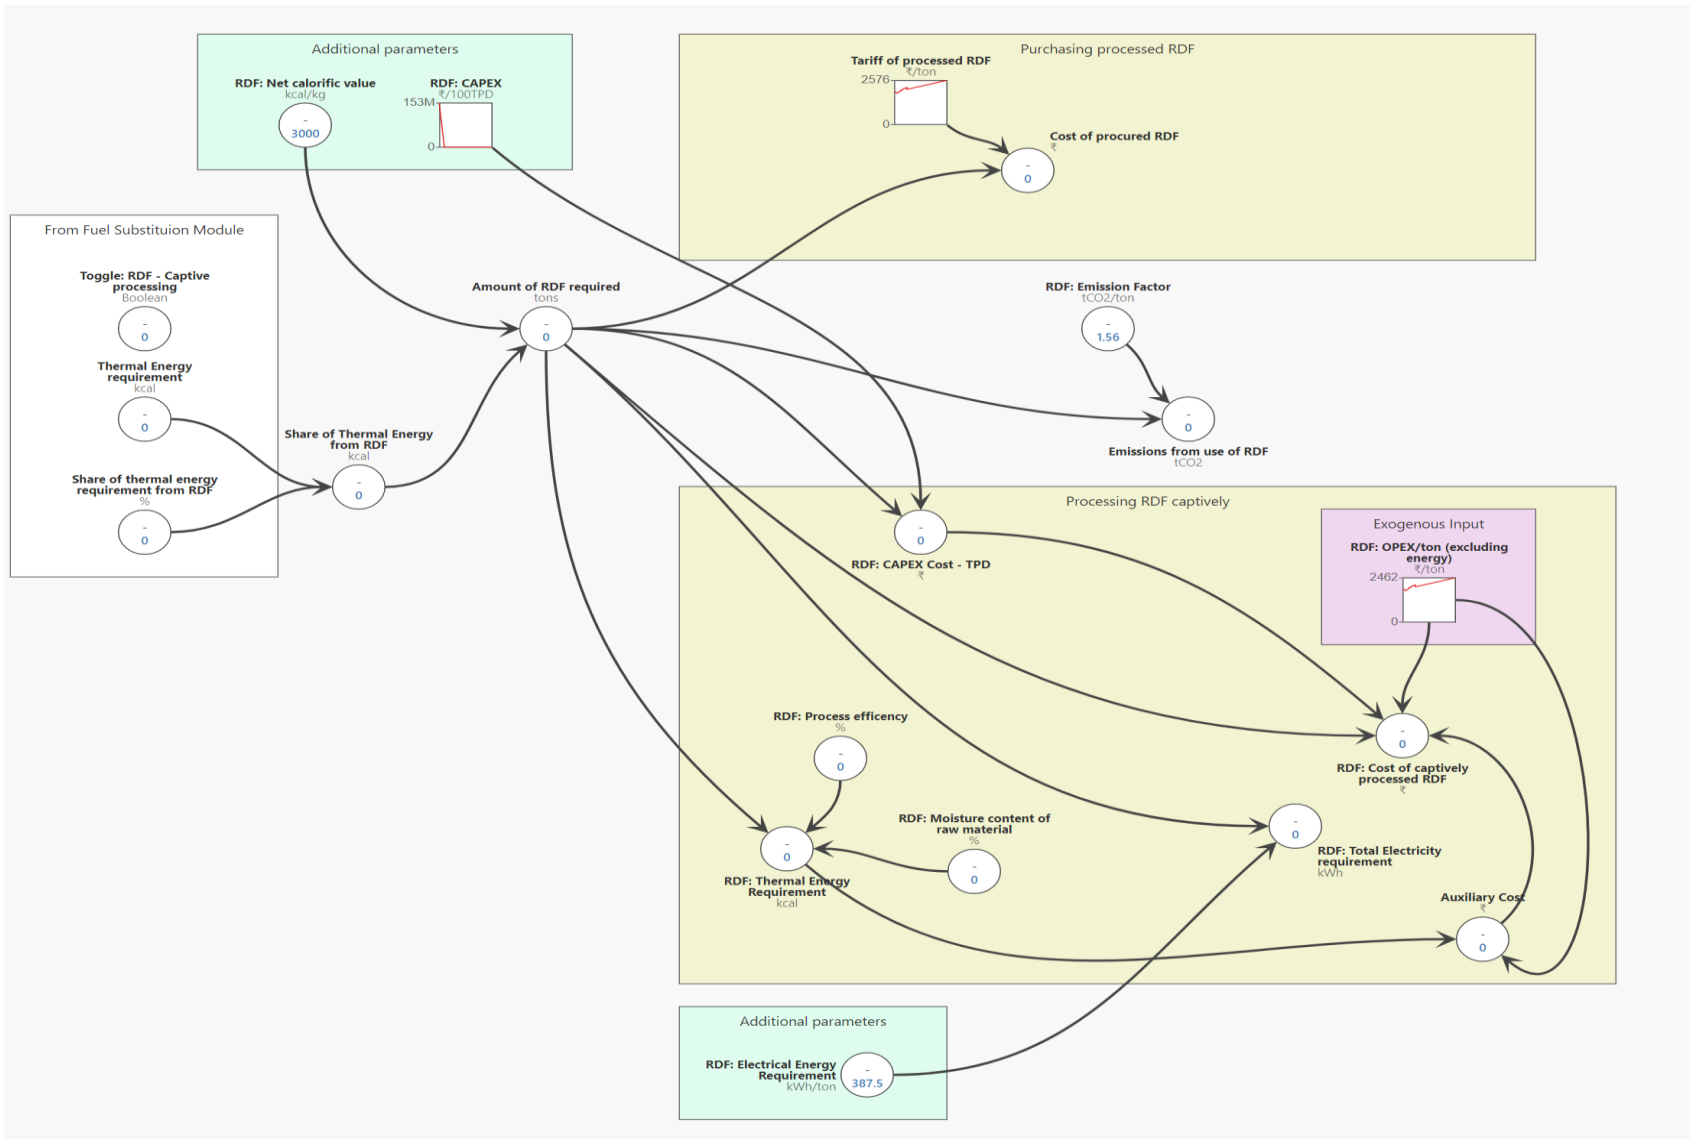 Additional parameters
RDF: Net calorific value
kcal/kg
-
3000
RDF: CAPEX
₹/100TPD
153M
0
Purchasing processed RDF
Tariff of processed RDF
₹/ton
2576
0
Cost of procured RDF
₹
-
0
From Fuel Substituion Module
Toggle: RDF - Captive
processing
Boolean
-
0
Thermal Energy
requirement
kcal
-
0
Share of thermal energy
requirement from RDF
%
-
0
Share of Thermal Energy
from RDF
kcal
-
0
Amount of RDF required
tons
-
0
RDF: Emission Factor
tCO2/ton
-
1.56
-
0
Emissions from use of RDF
tCO2
Processing RDF captively
-
0
RDF: CAPEX Cost - TPD
₹
Exogenous Input
RDF: OPEX/ton (excluding
energy)
₹/ton
2462
0
-
0
RDF: Cost of captively
processed RDF
₹
RDF: Process efficency
%
-
0
RDF: Moisture content of
raw material
%
-
0
-
0
RDF: Thermal Energy
Requirement
kcal
-
0
RDF: Total Electricity
requirement
kWh
Auxiliary Cost
₹
-
0
Additional parameters
RDF: Electrical Energy
Requirement
kWh/ton
-
387.5